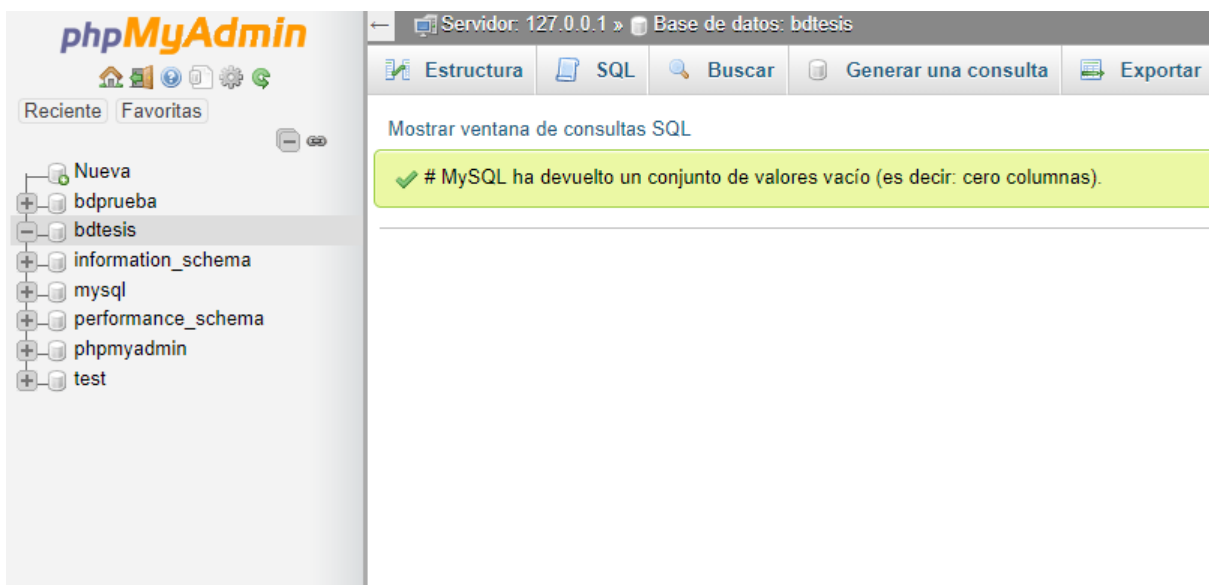 phpMyAdmin
Reciente Favoritas
Nueva
bdprueba
bdtesis
information_schema
mysql
performance_schema
phpmyadmin
test
Servidor: 127.0.0.1 » Base de datos: bdtesis
Estructura SQL Buscar Generar una consulta Exportar
Mostrar ventana de consultas SQL
# MySQL ha devuelto un conjunto de valores vacío (es decir: cero columnas).